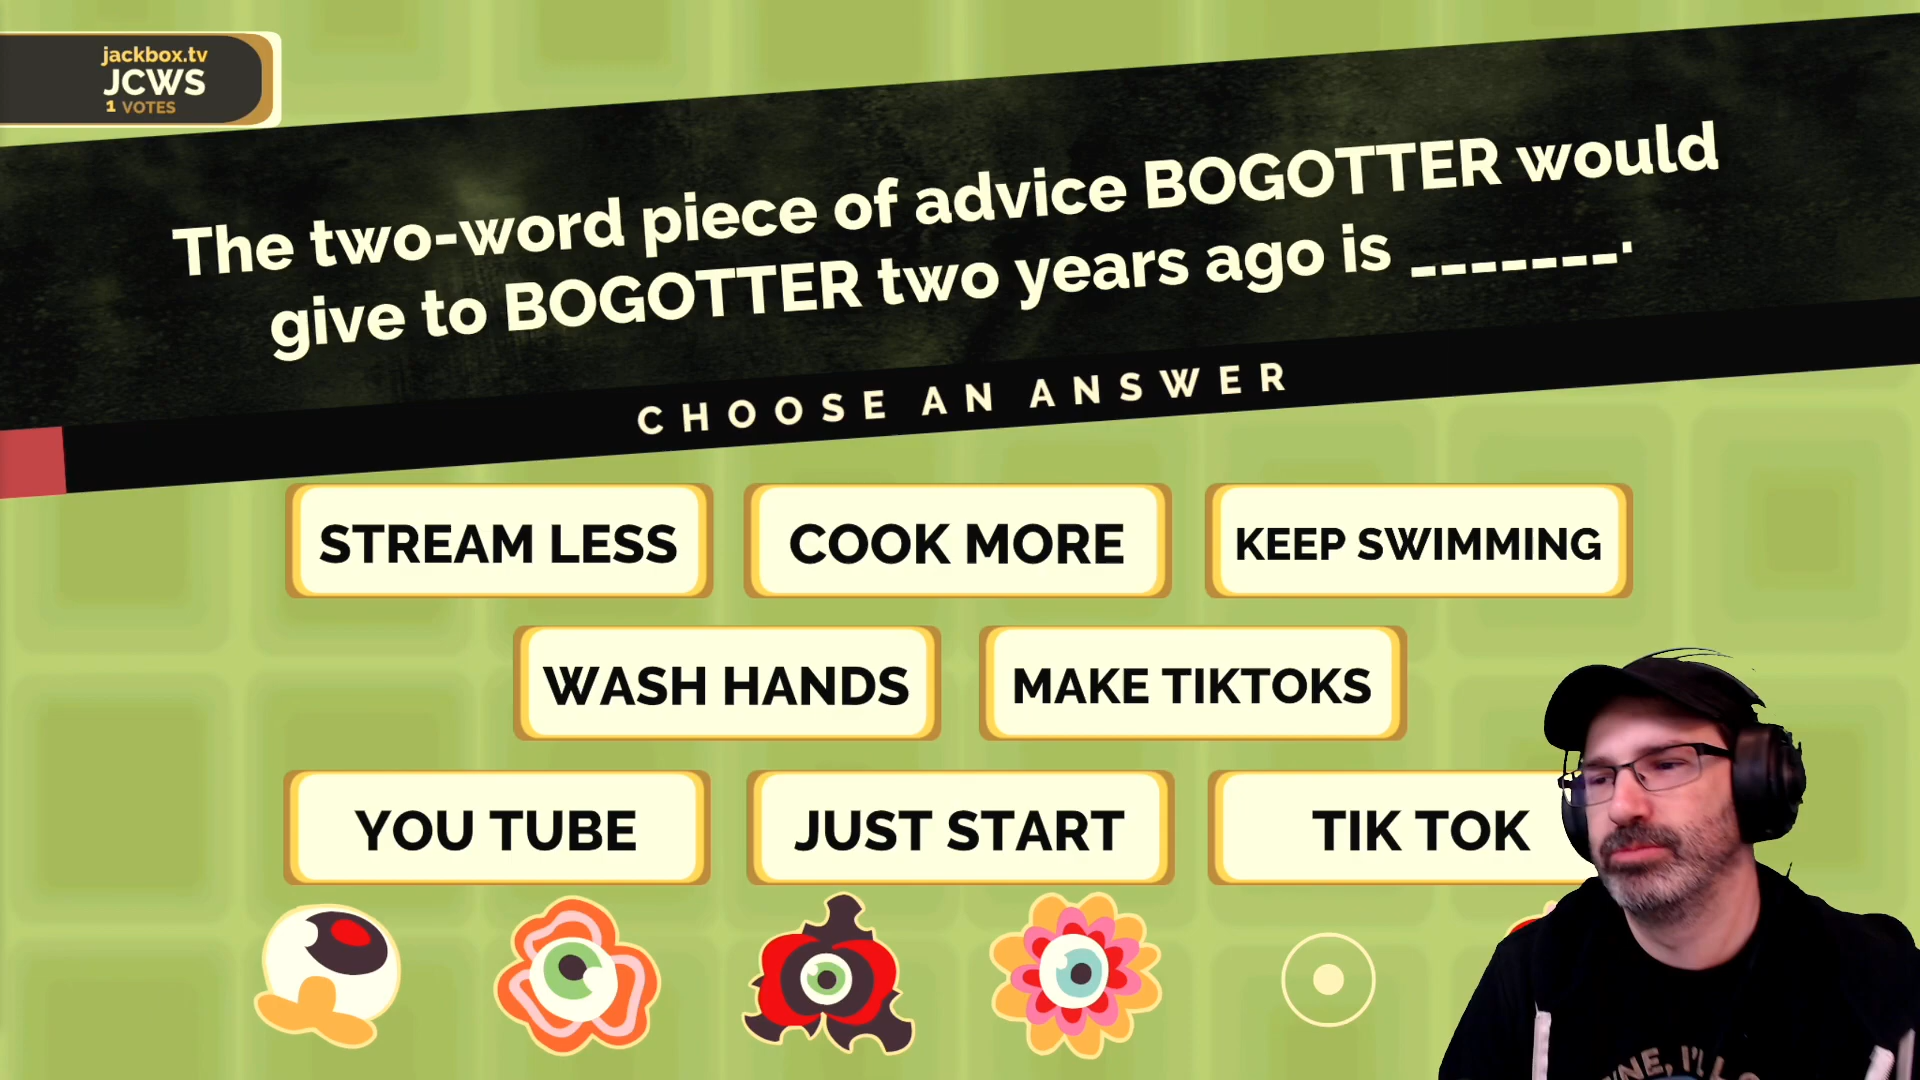 jackbox.tv
JCWS
1 VOTES
The two-word piece of advice BOGOTTER would
give to BOGOTTER two years ago is _______.
CHOOSE AN ANSWER
STREAM LESS
COOK MORE
KEEP SWIMMING
WASH HANDS
MAKE TIKTOKS
YOU TUBE
JUST START
TIK TOK